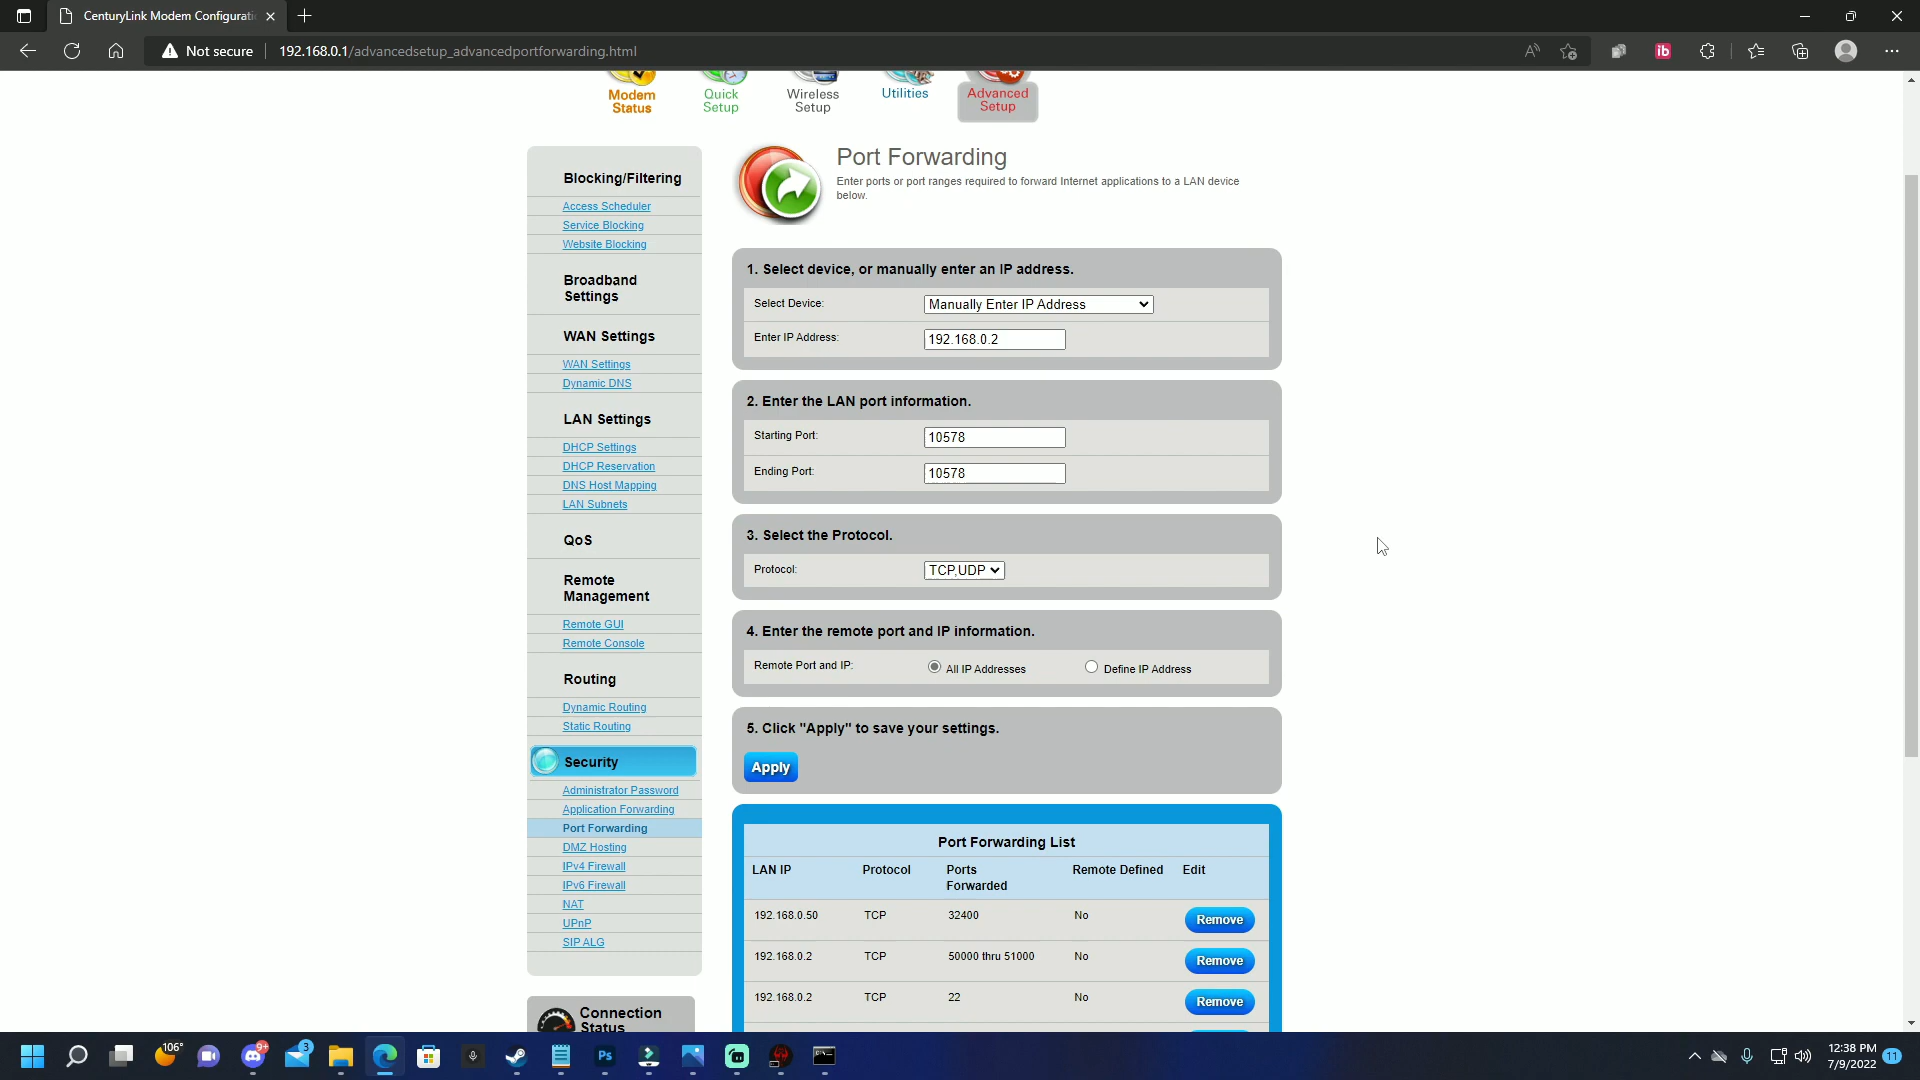 CenturyLink Modem Configurati
Not secure
192.168.0.1/advancedsetup_advancedportforwarding.html
ib
Modem
Status
Quick
Setup
Wireless
Setup
Utilities
Advanced
Setup
Blocking/Filtering
Access Scheduler
Service Blocking
Website Blocking
Broadband
Settings
WAN Settings
WAN Settings
Dynamic DNS
LAN Settings
DHCP Settings
DHCP Reservation
DNS Host Mapping
LAN Subnets
QoS
Remote
Management
Remote GUI
Remote Console
Routing
Dynamic Routing
Static Routing
Security
Administrator Password
Application Forwarding
Port Forwarding
DMZ Hosting
IPv4 Firewall
IPv6 Firewall
NAT
UPnP
SIP ALG
Connection
Status
Port Forwarding
Enter ports or port ranges required to forward Internet applications to a LAN device
below.
1. Select device, or manually enter an IP address.
Select Device: Manually Enter IP Address
Enter IP Address: 192.168.0.2
2. Enter the LAN port information.
Starting Port: 10578
Ending Port: 10578
3. Select the Protocol.
Protocol: TCP,UDP
4. Enter the remote port and IP information.
Remote Port and IP: All IP Addresses Define IP Address
5. Click "Apply" to save your settings.
Apply
Port Forwarding List
LAN IP Protocol Ports Forwarded Remote Defined Edit
192.168.0.50 TCP 32400 No Remove
192.168.0.2 TCP 50000 thru 51000 No Remove
192.168.0.2 TCP 22 No Remove
106°
9+
3
Ps
12:38 PM
7/9/2022
11